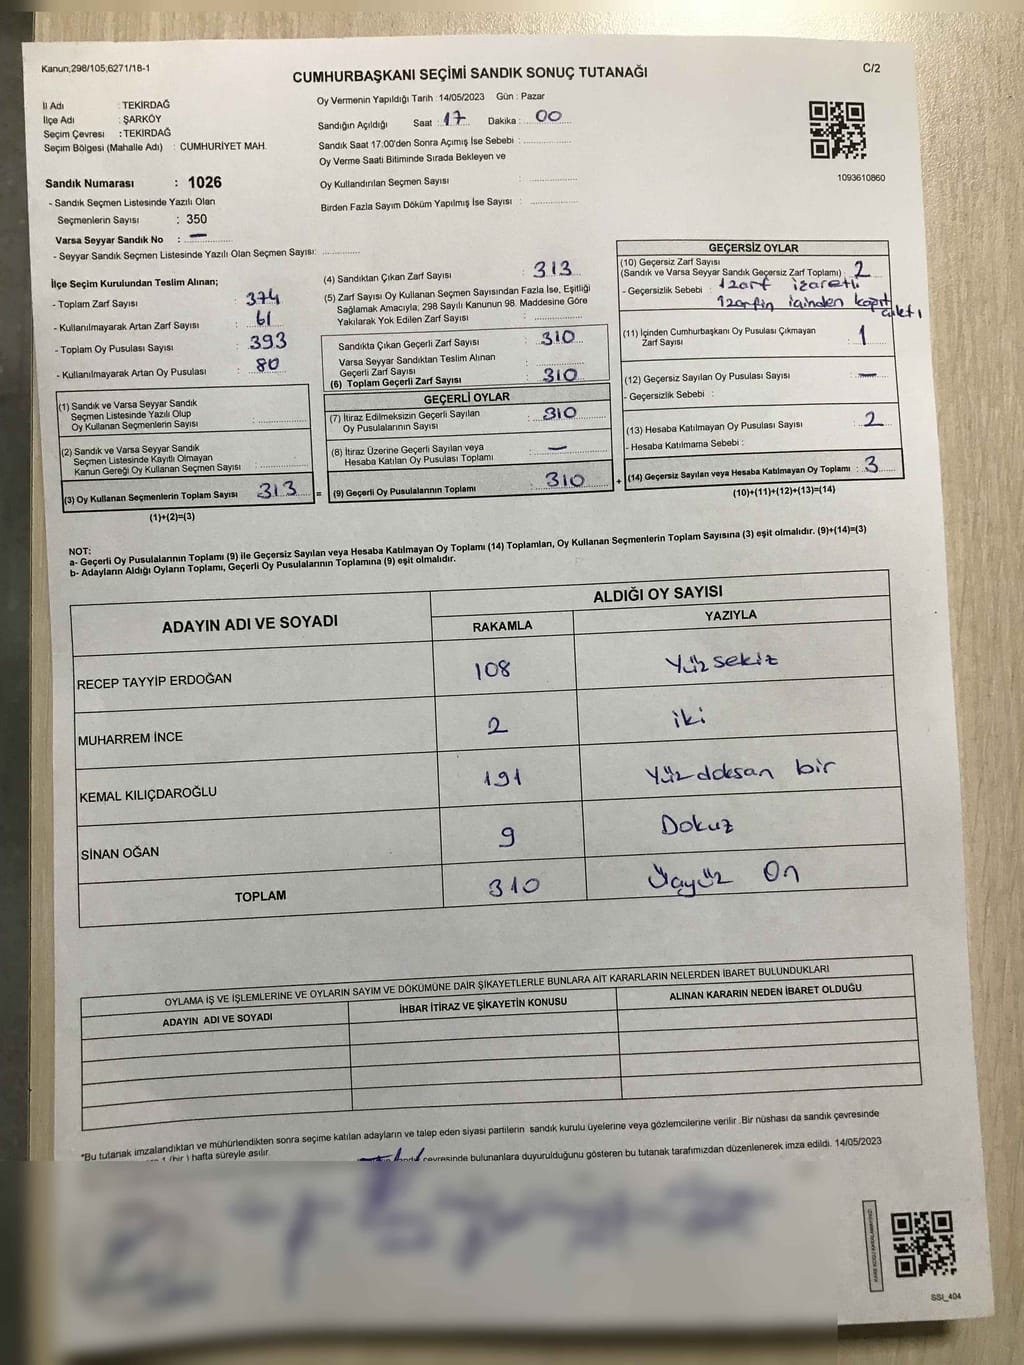 Kanun,298/105,6271/18-1
C/2
CUMHURBAŞKANI SEÇİMİ SANDIK SONUÇ TUTANAĞI
İl Adı : TEKİRDAĞ
İlçe Adı : ŞARKÖY
Seçim Çevresi : TEKİRDAĞ
Seçim Bölgesi (Mahalle Adı) : CUMHURİYET MAH.
Sandık Numarası : 1026
- Sandık Seçmen Listesinde Yazılı Olan
Seçmenlerin Sayısı : 350
Varsa Seyyar Sandık No : —
- Seyyar Sandık Seçmen Listesinde Yazılı Olan Seçmen Sayısı: ............
Oy Vermenin Yapıldığı Tarih : 14/05/2023 Gün : Pazar
Sandığın Açıldığı Saat : 17 Dakika : 00
Sandık Saat 17:00'den Sonra Açımış İse Sebebi : ............
Oy Verme Saati Bitiminde Sırada Bekleyen ve
Oy Kullandırılan Seçmen Sayısı : ............
Birden Fazla Sayım Döküm Yapılmış İse Sayısı : ............
1093610860
İlçe Seçim Kurulundan Teslim Alınan;
- Toplam Zarf Sayısı : 374
- Kullanılmayarak Artan Zarf Sayısı : 61
- Toplam Oy Pusulası Sayısı : 393
- Kullanılmayarak Artan Oy Pusulası : 80
(1) Sandık ve Varsa Seyyar Sandık
Seçmen Listesinde Yazılı Olup
Oy Kullanan Seçmenlerin Sayısı : ............
(2) Sandık ve Varsa Seyyar Sandık
Seçmen Listesinde Kayıtlı Olmayan
Kanun Gereği Oy Kullanan Seçmen Sayısı : ............
(3) Oy Kullanan Seçmenlerin Toplam Sayısı 313 =
(1)+(2)=(3)
(4) Sandıktan Çıkan Zarf Sayısı : 313
(5) Zarf Sayısı Oy Kullanan Seçmen Sayısından Fazla İse, Eşitliği
Sağlamak Amacıyla; 298 Sayılı Kanunun 98. Maddesine Göre
Yakılarak Yok Edilen Zarf Sayısı : ............
Sandıkta Çıkan Geçerli Zarf Sayısı : 310
Varsa Seyyar Sandıktan Teslim Alınan
Geçerli Zarf Sayısı : ............
(6) Toplam Geçerli Zarf Sayısı : 310
GEÇERLİ OYLAR
(7) İtiraz Edilmeksizin Geçerli Sayılan
Oy Pusulalarının Sayısı : 310
(8) İtiraz Üzerine Geçerli Sayılan veya
Hesaba Katılan Oy Pusulası Toplamı : —
(9) Geçerli Oy Pusulalarının Toplamı : 310 +
GEÇERSİZ OYLAR
(10) Geçersiz Zarf Sayısı
(Sandık ve Varsa Seyyar Sandık Geçersiz Zarf Toplamı) : 2
- Geçersizlik Sebebi : 1 zarf işaretli
1 zarfın içinden kağıt
çıktı
(11) İçinden Cumhurbaşkanı Oy Pusulası Çıkmayan
Zarf Sayısı : 1
(12) Geçersiz Sayılan Oy Pusulası Sayısı : —
- Geçersizlik Sebebi :
(13) Hesaba Katılmayan Oy Pusulası Sayısı : 2
- Hesaba Katılmama Sebebi :
(14) Geçersiz Sayılan veya Hesaba Katılmayan Oy Toplamı : 3
(10)+(11)+(12)+(13)=(14)
NOT:
a- Geçerli Oy Pusulalarının Toplamı (9) ile Geçersiz Sayılan veya Hesaba Katılmayan Oy Toplamı (14) Toplamları, Oy Kullanan Seçmenlerin Toplam Sayısına (3) eşit olmalıdır. (9)+(14)=(3)
b- Adayların Aldığı Oyların Toplamı, Geçerli Oy Pusulalarının Toplamına (9) eşit olmalıdır.
ADAYIN ADI VE SOYADI ALDIĞI OY SAYISI
RAKAMLA YAZIYLA
RECEP TAYYİP ERDOĞAN 108 Yüz sekiz
MUHARREM İNCE 2 iki
KEMAL KILIÇDAROĞLU 191 Yüz doksan bir
SİNAN OĞAN 9 Dokuz
TOPLAM 310 Üçyüz On
OYLAMA İŞ VE İŞLEMLERİNE VE OYLARIN SAYIM VE DÖKÜMÜNE DAİR ŞİKAYETLERLE BUNLARA AİT KARARLARIN NELERDEN İBARET BULUNDUKLARI
ADAYIN ADI VE SOYADI İHBAR İTİRAZ VE ŞİKAYETİN KONUSU ALINAN KARARIN NEDEN İBARET OLDUĞU
*Bu tutanak imzalandıktan ve mühürlendikten sonra seçime katılan adayların ve talep eden siyasi partilerin sandık kurulu üyelerine veya gözlemcilerine verilir .Bir nüshası da sandık çevresinde
1 (bir ) hafta süreyle asılır.
çevresinde bulunanlara duyurulduğunu gösteren bu tutanak tarafımızdan düzenlenerek imza edildi. 14/05/2023
SSI_404